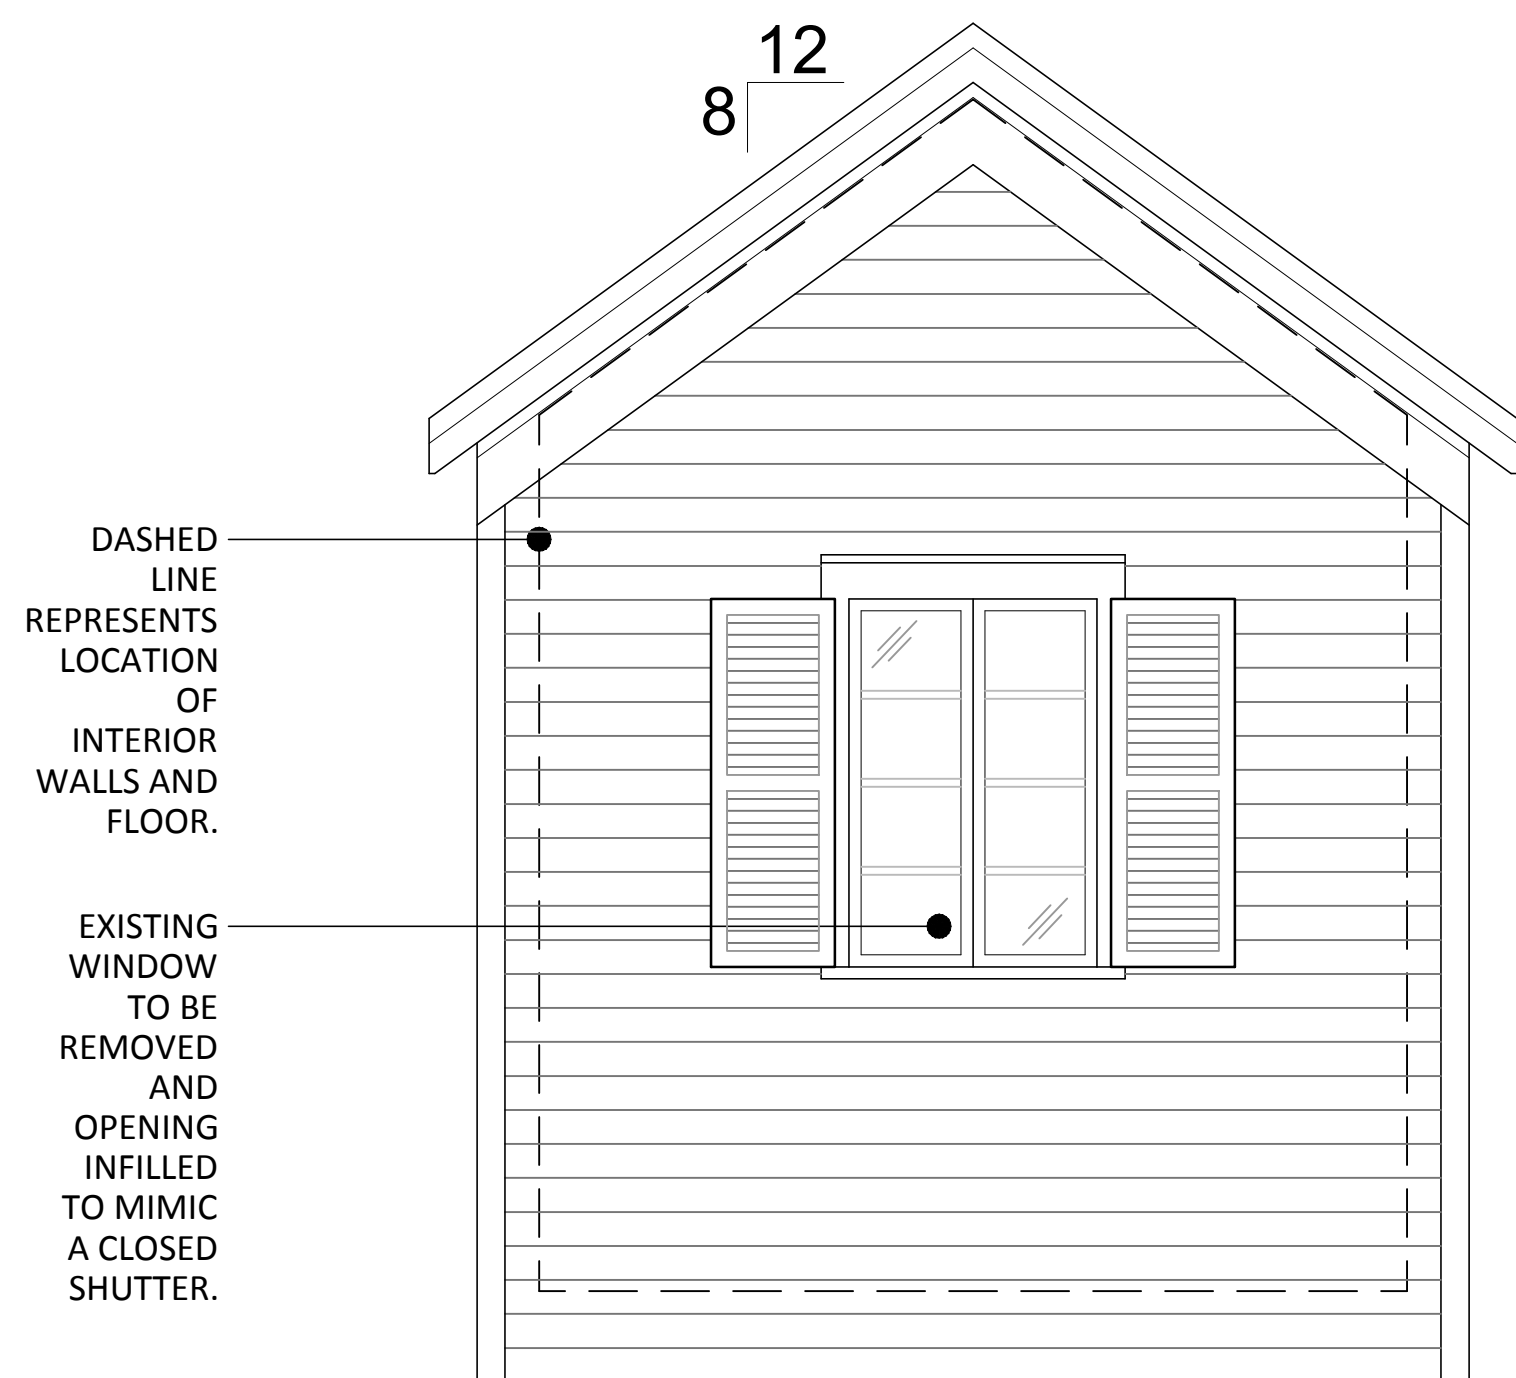 12
8
DASHED
LINE
REPRESENTS
LOCATION
OF
INTERIOR
WALLS AND
FLOOR.
EXISTING
WINDOW
TO BE
REMOVED
AND
OPENING
INFILLED
TO MIMIC
A CLOSED
SHUTTER.